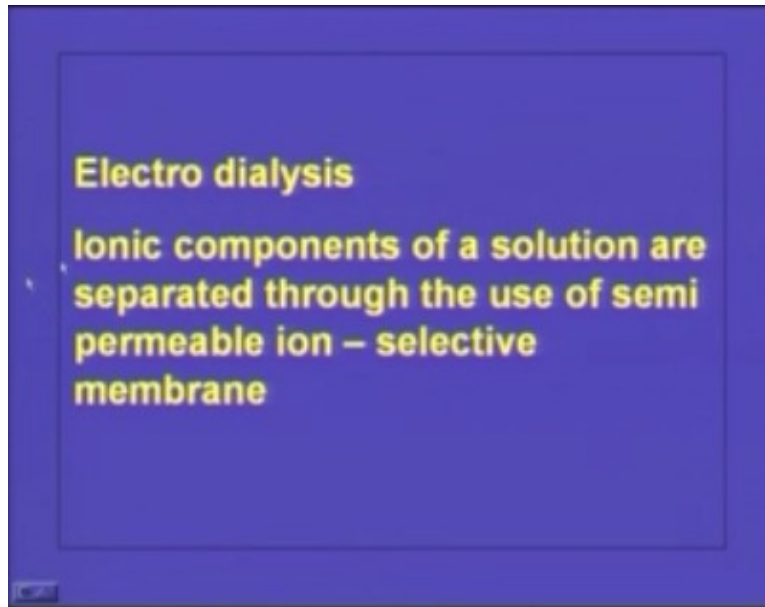 Electro dialysis
Ionic components of a solution are
separated through the use of semi
permeable ion – selective
membrane